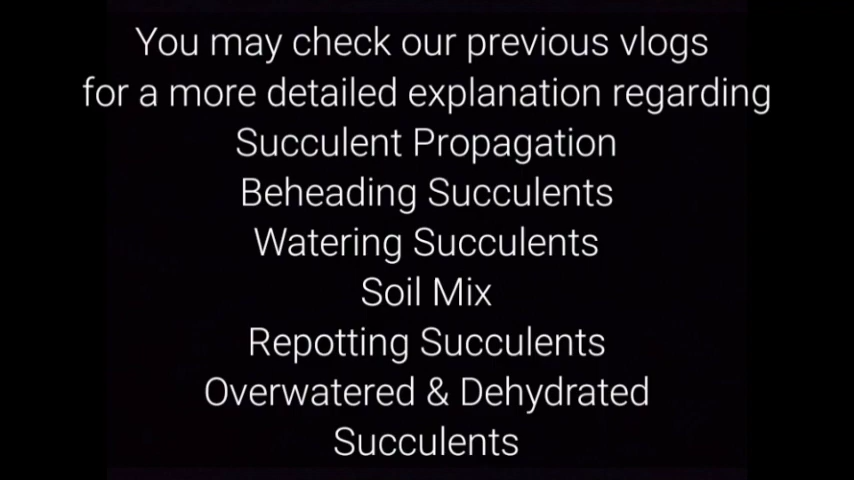 You may check our previous vlogs
for a more detailed explanation regarding
Succulent Propagation
Beheading Succulents
Watering Succulents
Soil Mix
Repotting Succulents
Overwatered & Dehydrated
Succulents